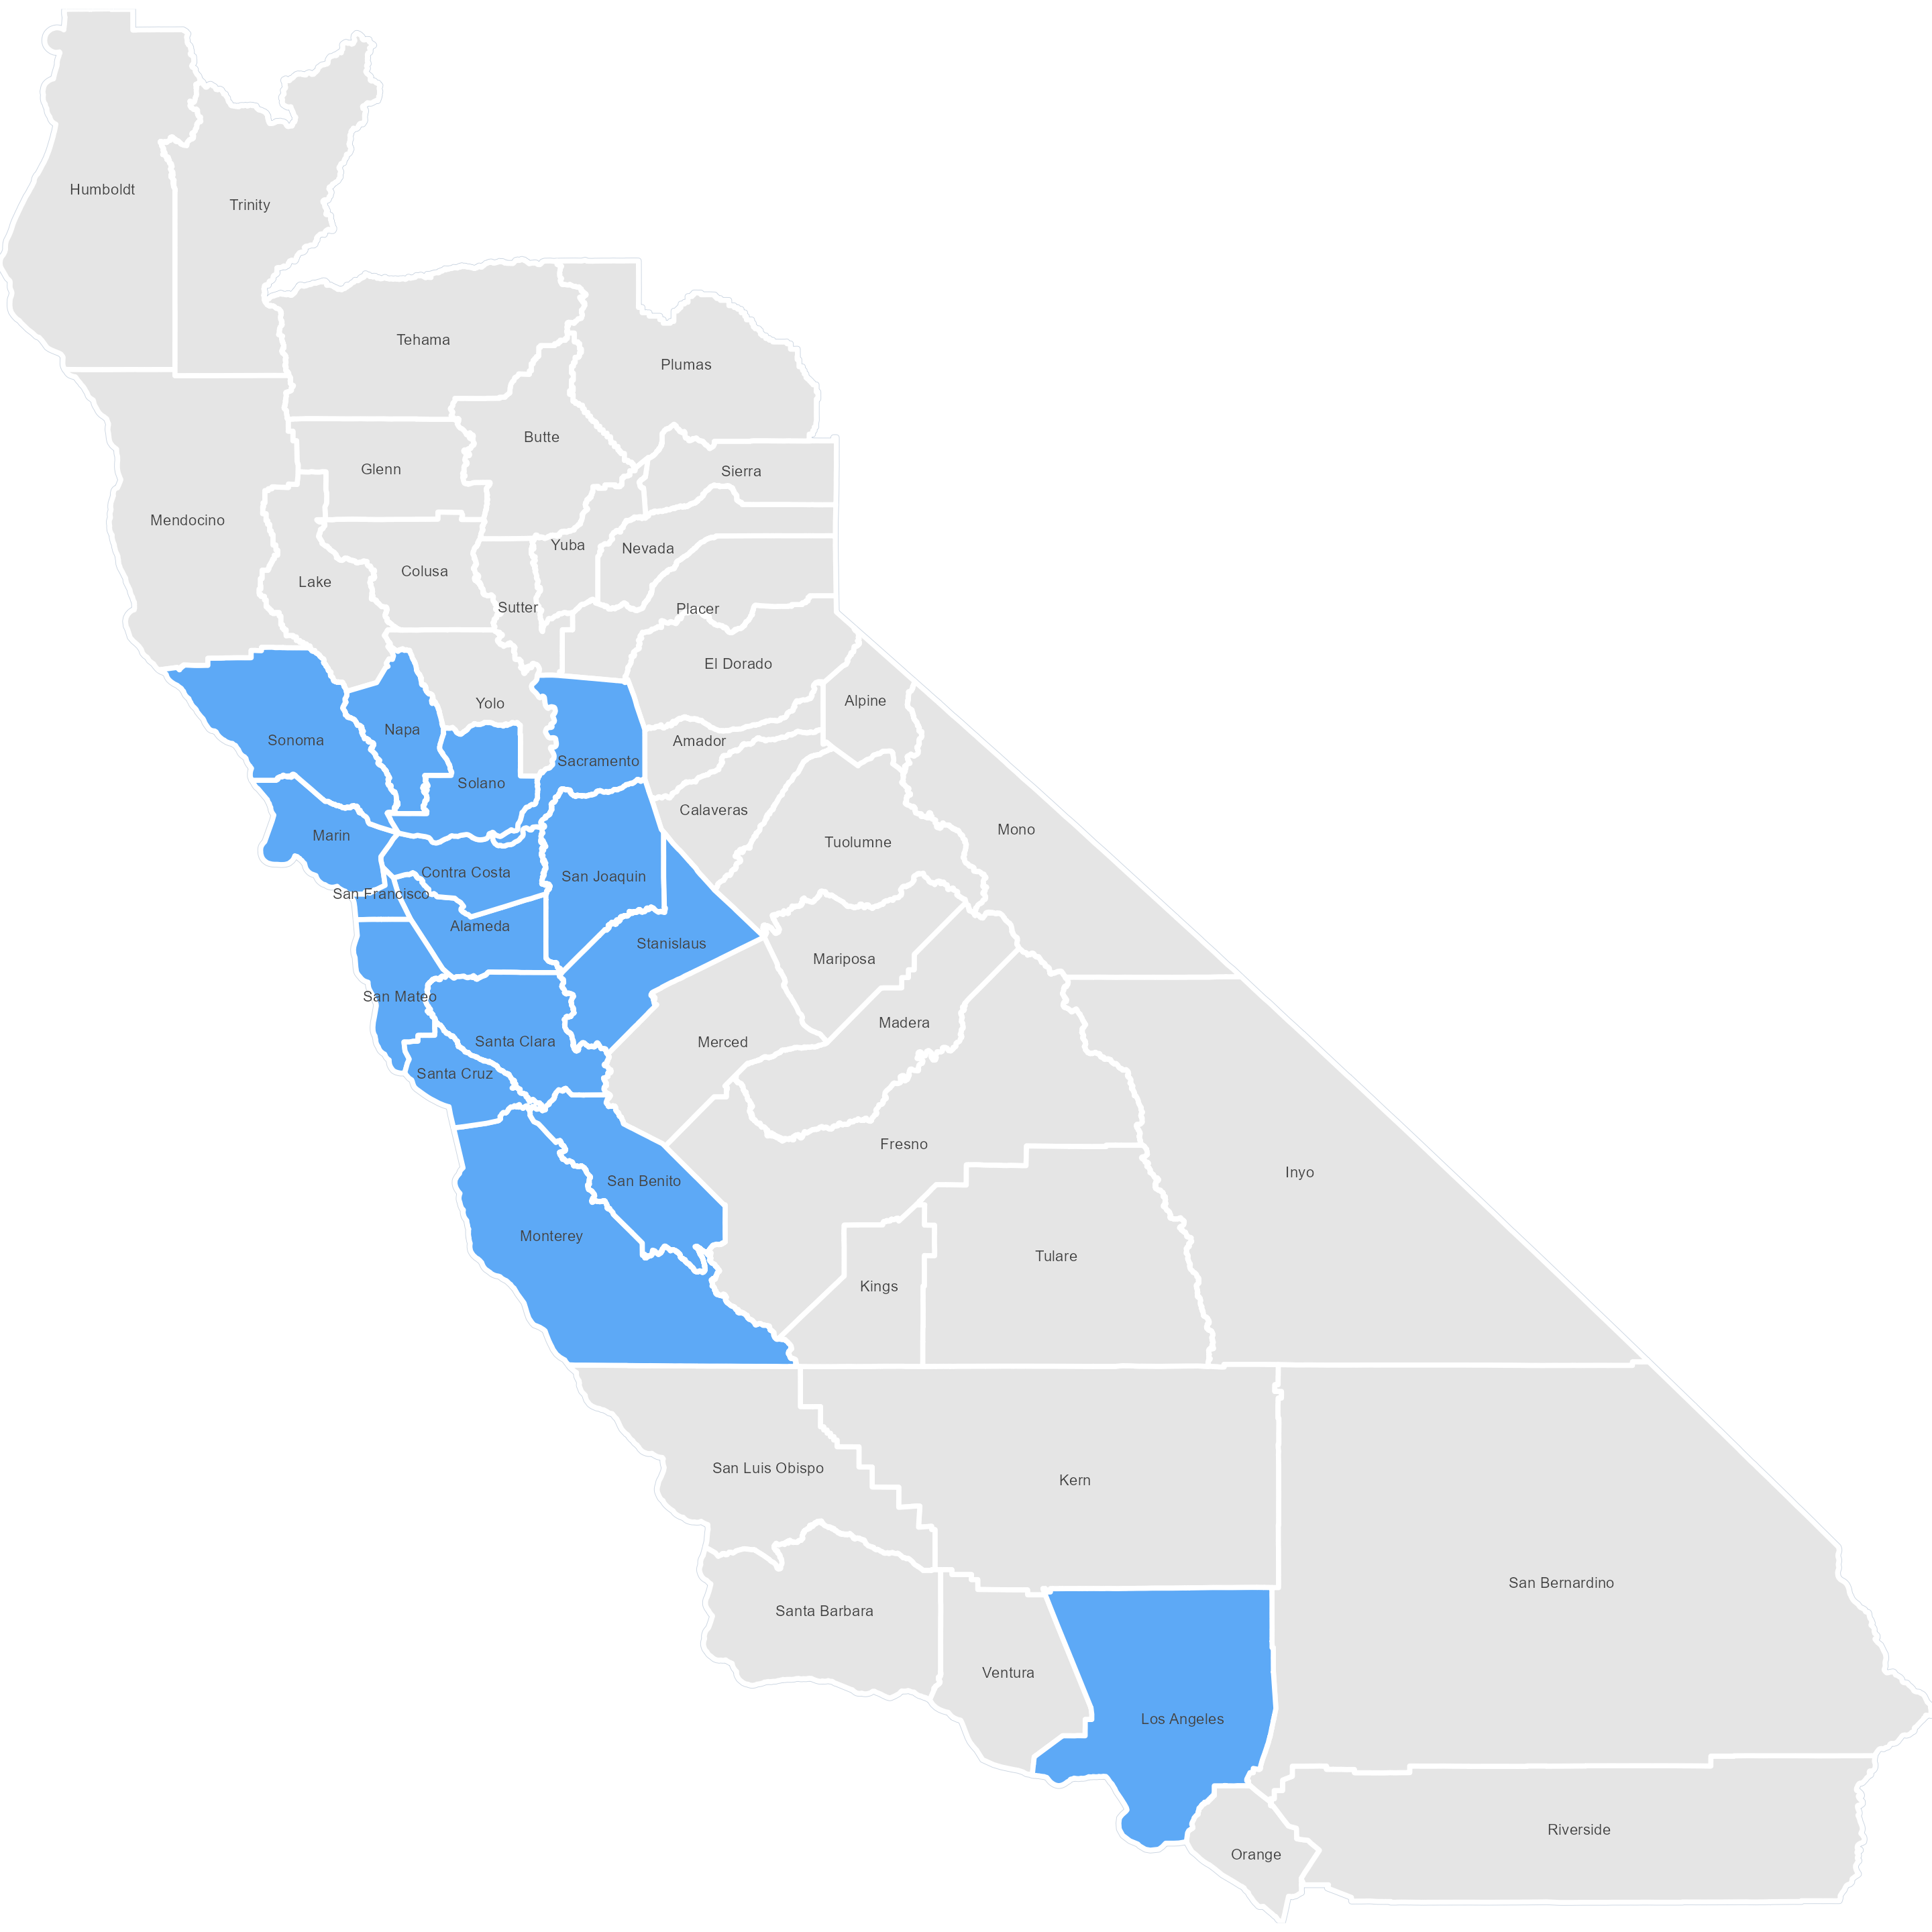 Humboldt
Trinity
Tehama
Plumas
Butte
Glenn
Sierra
Mendocino
Yuba
Nevada
Colusa
Lake
Sutter
Placer
El Dorado
Alpine
Yolo
Napa
Sonoma
Amador
Sacramento
Solano
Calaveras
Mono
Marin
Tuolumne
Contra Costa
San Joaquin
San Francisco
Alameda
Stanislaus
Mariposa
San Mateo
Madera
Santa Clara
Merced
Santa Cruz
Fresno
Inyo
San Benito
Monterey
Tulare
Kings
San Luis Obispo
Kern
San Bernardino
Santa Barbara
Ventura
Los Angeles
Riverside
Orange